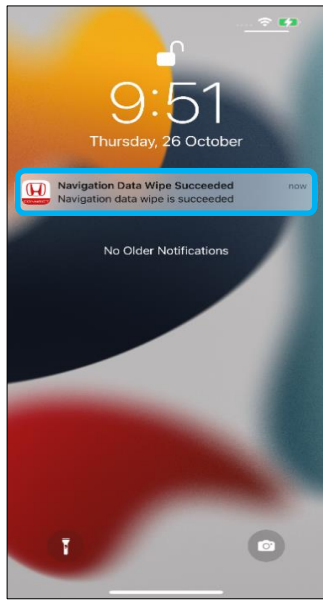 9:51
Thursday, 26 October
Navigation Data Wipe Succeeded
now
Navigation data wipe is succeeded
No Older Notifications